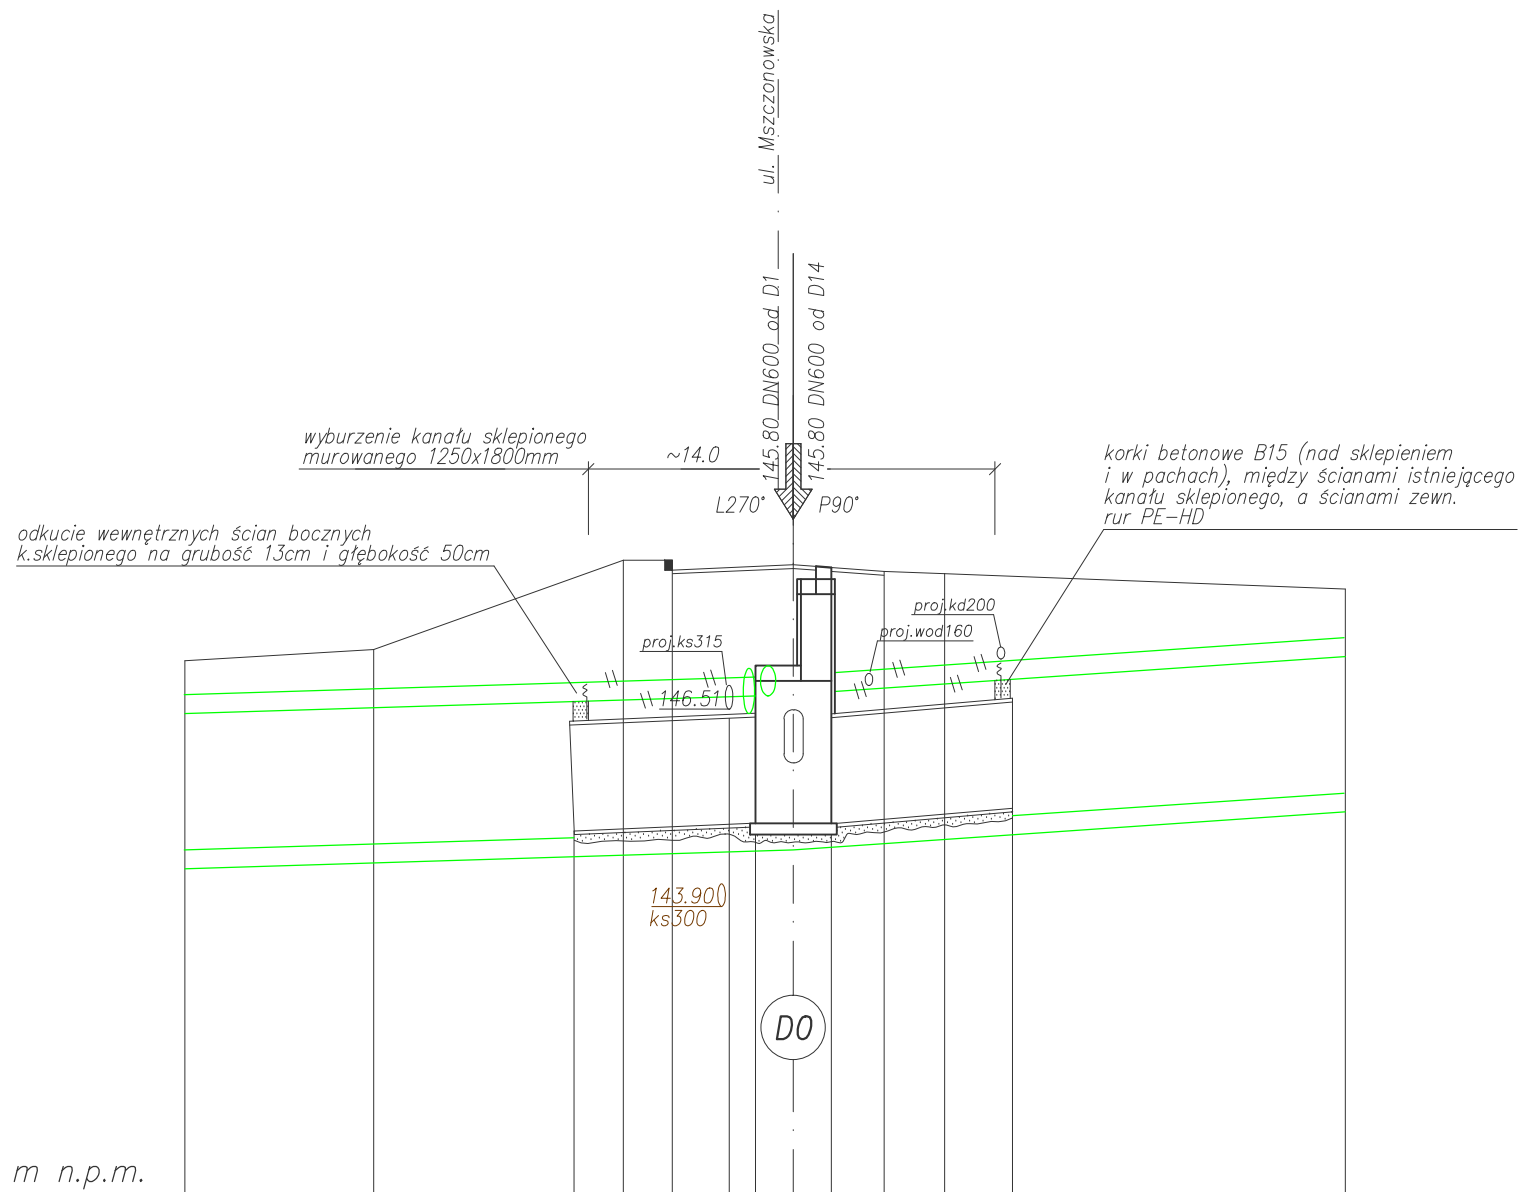 ul. Mszczonowska
145.80 DN600 od D1
145.80 DN600 od D14
wyburzenie kanału sklepionego
murowanego 1250x1800mm
~14.0
L270°
P90°
korki betonowe B15 (nad sklepieniem
i w pachach), między ścianami istniejącego
kanału sklepionego, a ścianami zewn.
rur PE-HD
odkucie wewnętrznych ścian bocznych
k.sklepionego na grubość 13cm i głębokość 50cm
proj.kd200
proj.wod160
proj.ks315
146.51
143.90
ks300
D0
m n.p.m.